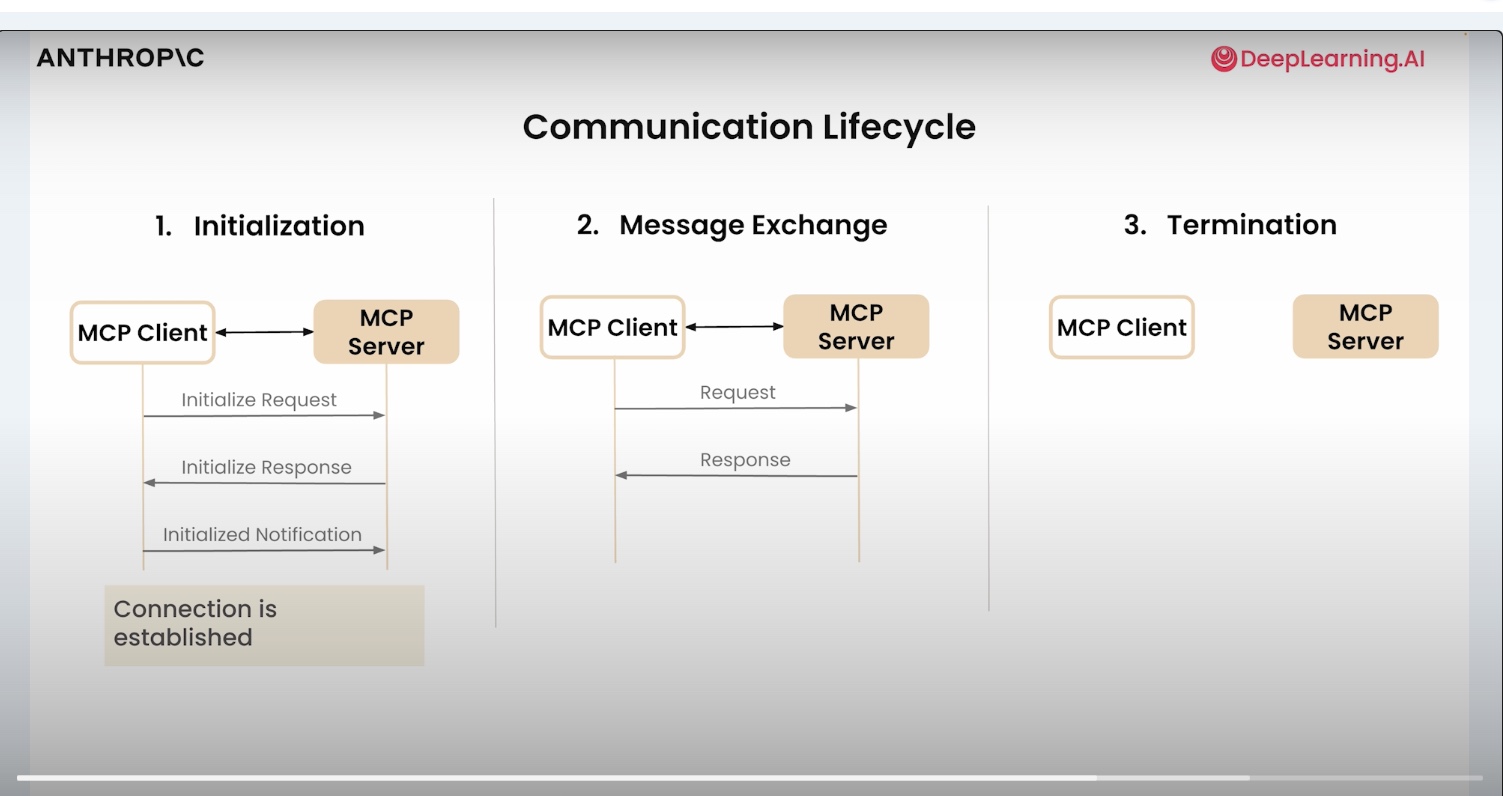 ANTHROP\C
DeepLearning.AI
Communication Lifecycle
1. Initialization
MCP Client
MCP
Server
Initialize Request
Initialize Response
Initialized Notification
Connection is
established
2. Message Exchange
MCP Client
MCP
Server
Request
Response
3. Termination
MCP Client
MCP
Server